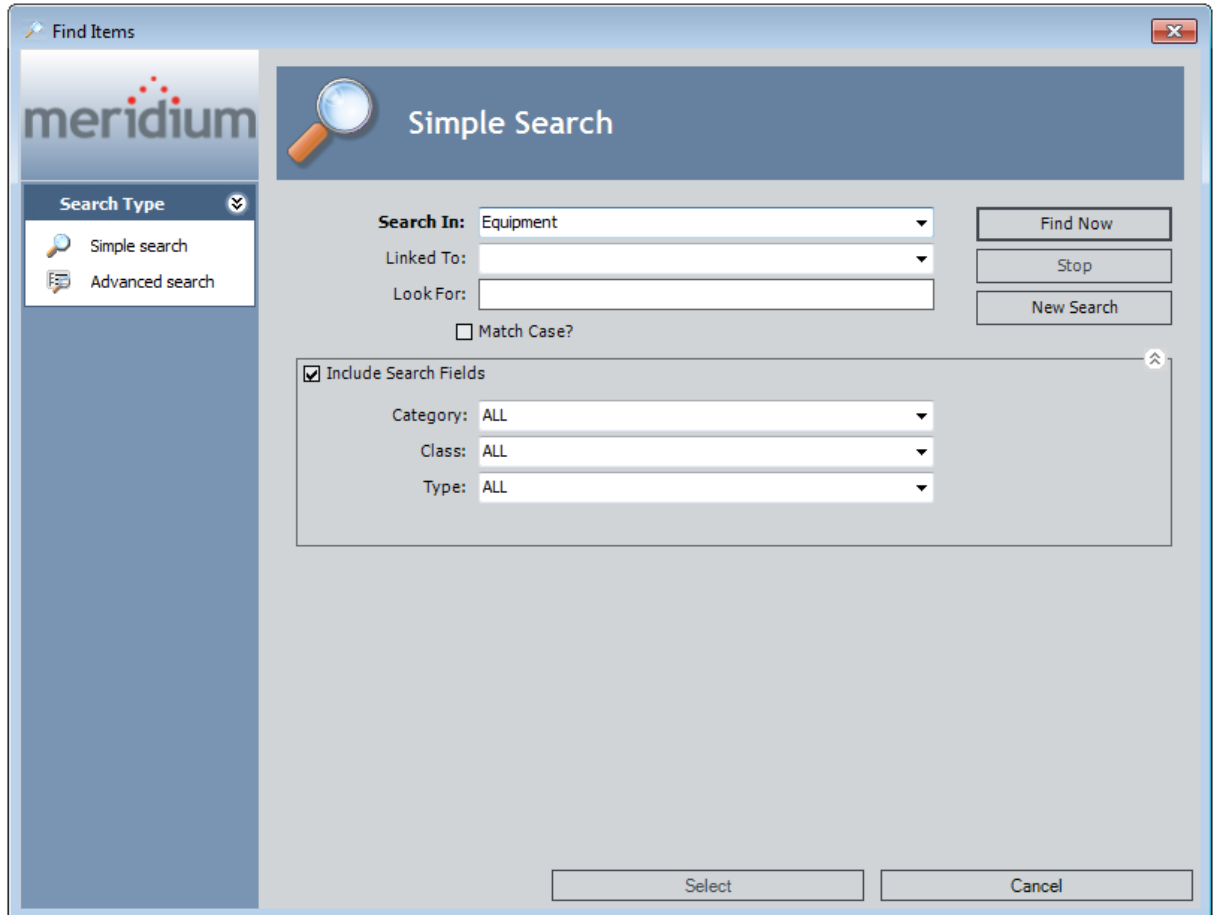 Find Items
meridium
Simple Search
Search Type
Simple search
Advanced search
Search In: Equipment
Find Now
Linked To:
Stop
Look For:
New Search
Match Case?
Include Search Fields
Category: ALL
Class: ALL
Type: ALL
Select
Cancel